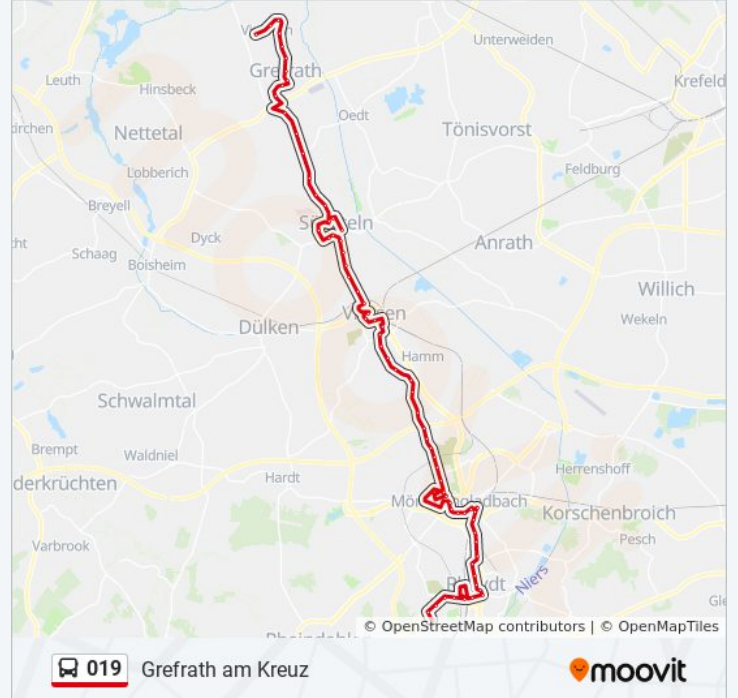 Unterweiden
Leuth
Grefrath
Krefeld
Hinsbeck
Oedt
Nettetal
Tönisvorst
Lobberich
Feldburg
Breyell
Dyck
Anrath
Schaag
Boisheim
Willich
Dülken
Wekeln
Hamm
Schwalmtal
Brempt
Waldniel
Herrenshoff
Hardt
derkrüchten
Korschenbroich
Varbrook
Pesch
Niers
© OpenStreetMap contributors | © OpenMapTiles
019 Grefrath am Kreuz
moovit